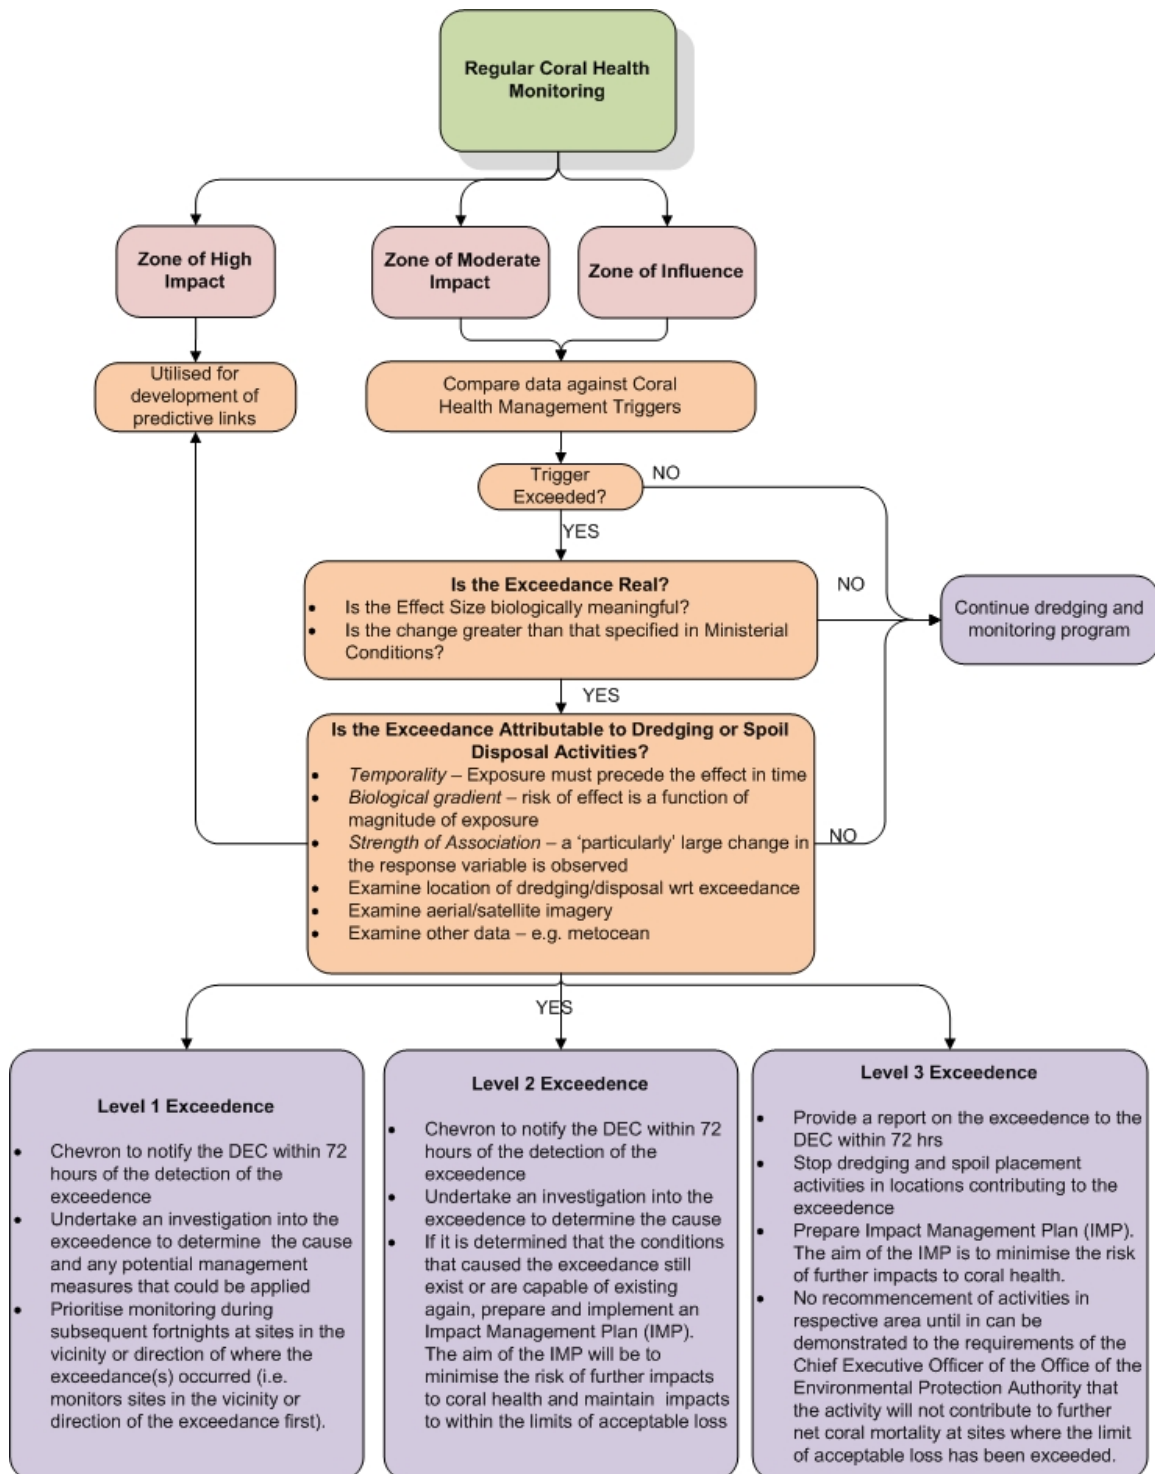 Regular Coral Health
Monitoring
Zone of High
Impact
Zone of Moderate
Impact
Zone of Influence
Utilised for
development of
predictive links
Compare data against Coral
Health Management Triggers
Trigger
Exceeded?
NO
YES
Is the Exceedance Real?
• Is the Effect Size biologically meaningful?
• Is the change greater than that specified in Ministerial
Conditions?
NO
Continue dredging and
monitoring program
YES
Is the Exceedance Attributable to Dredging or Spoil
Disposal Activities?
• Temporality – Exposure must precede the effect in time
• Biological gradient – risk of effect is a function of
magnitude of exposure
• Strength of Association – a ‘particularly’ large change in
the response variable is observed
• Examine location of dredging/disposal wrt exceedance
• Examine aerial/satellite imagery
• Examine other data – e.g. metocean
NO
YES
Level 1 Exceedence
• Chevron to notify the DEC within 72
hours of the detection of the
exceedence
• Undertake an investigation into the
exceedence to determine the cause
and any potential management
measures that could be applied
• Prioritise monitoring during
subsequent fortnights at sites in the
vicinity or direction of where the
exceedance(s) occurred (i.e.
monitors sites in the vicinity or
direction of the exceedance first).
Level 2 Exceedence
• Chevron to notify the DEC within 72
hours of the detection of the
exceedence
• Undertake an investigation into the
exceedence to determine the cause
• If it is determined that the conditions
that caused the exceedance still
exist or are capable of existing
again, prepare and implement an
Impact Management Plan (IMP).
The aim of the IMP will be to
minimise the risk of further impacts
to coral health and maintain impacts
to within the limits of acceptable loss
Level 3 Exceedence
• Provide a report on the exceedence to the
DEC within 72 hrs
• Stop dredging and spoil placement
activities in locations contributing to the
exceedence
• Prepare Impact Management Plan (IMP).
The aim of the IMP is to minimise the risk
of further impacts to coral health.
• No recommencement of activities in
respective area until in can be
demonstrated to the requirements of the
Chief Executive Officer of the Office of the
Environmental Protection Authority that
the activity will not contribute to further
net coral mortality at sites where the limit
of acceptable loss has been exceeded.